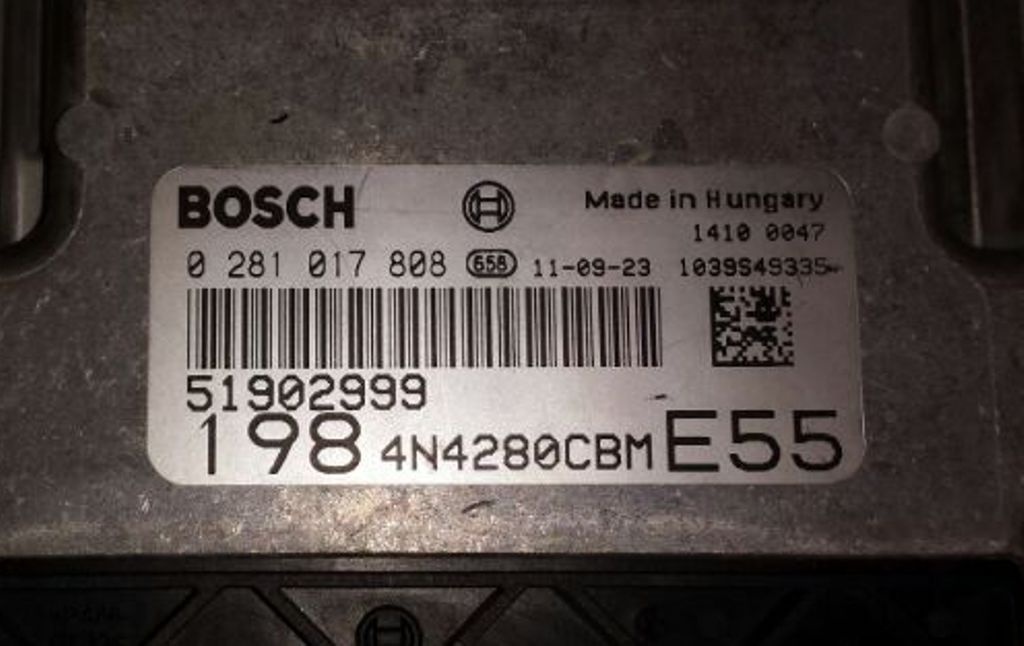 BOSCH Made in Hungary
1410 0047
0 281 017 808 658 11-09-23 1039S49335
51902999
198 4N4280CBM E55